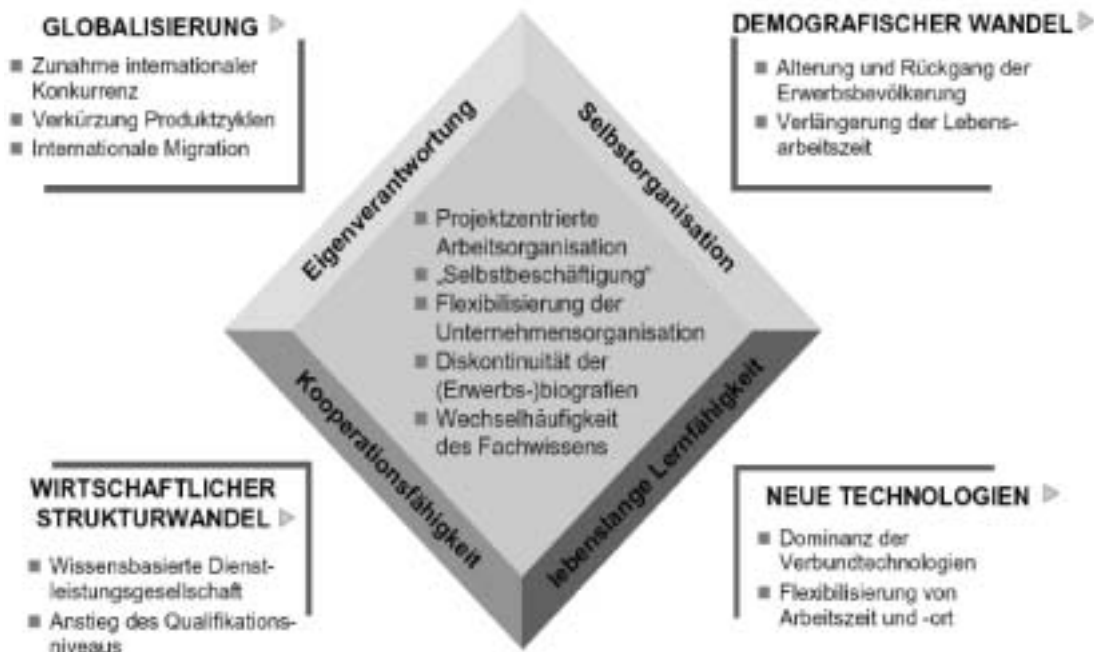 GLOBALISIERUNG
Zunahme internationaler
Konkurrenz
Verkürzung Produktzyklen
Internationale Migration
DEMOGRAFISCHER WANDEL
Alterung und Rückgang der
Erwerbsbevölkerung
Verlängerung der Lebens-
arbeitszeit
Eigenverantwortung
Selbstorganisation
Projektzentrierte
Arbeitsorganisation
„Selbstbeschäftigung“
Flexibilisierung der
Unternehmensorganisation
Diskontinuität der
(Erwerbs-)biografien
Wechselhäufigkeit
des Fachwissens
Kooperationsfähigkeit
lebenslange Lernfähigkeit
WIRTSCHAFTLICHER
STRUKTURWANDEL
Wissensbasierte Dienst-
leistungsgesellschaft
Anstieg des Qualifikations-
niveaus
NEUE TECHNOLOGIEN
Dominanz der
Verbundtechnologien
Flexibilisierung von
Arbeitszeit und -ort